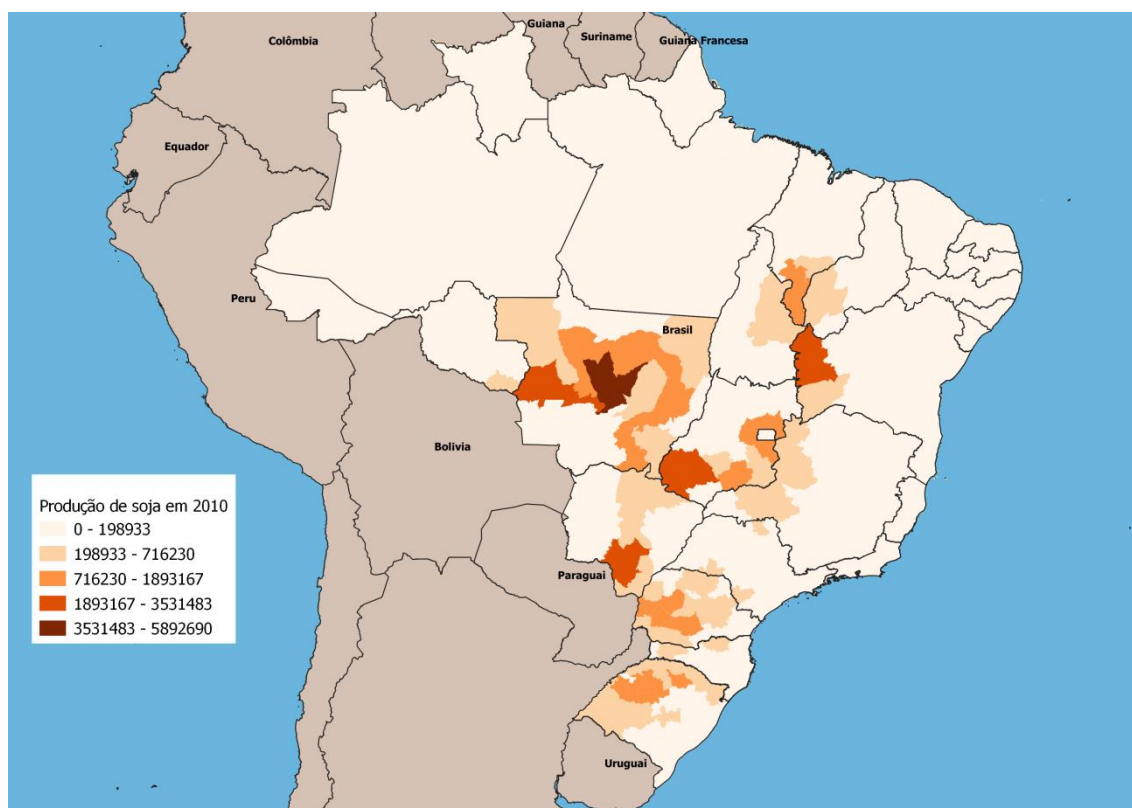 Guiana
Suriname
Colômbia
Guiana Francesa
Equador
Peru
Brasil
Bolivia
Produção de soja em 2010
0 - 198933
198933 - 716230
716230 - 1893167
1893167 - 3531483
3531483 - 5892690
Paraguai
Uruguai